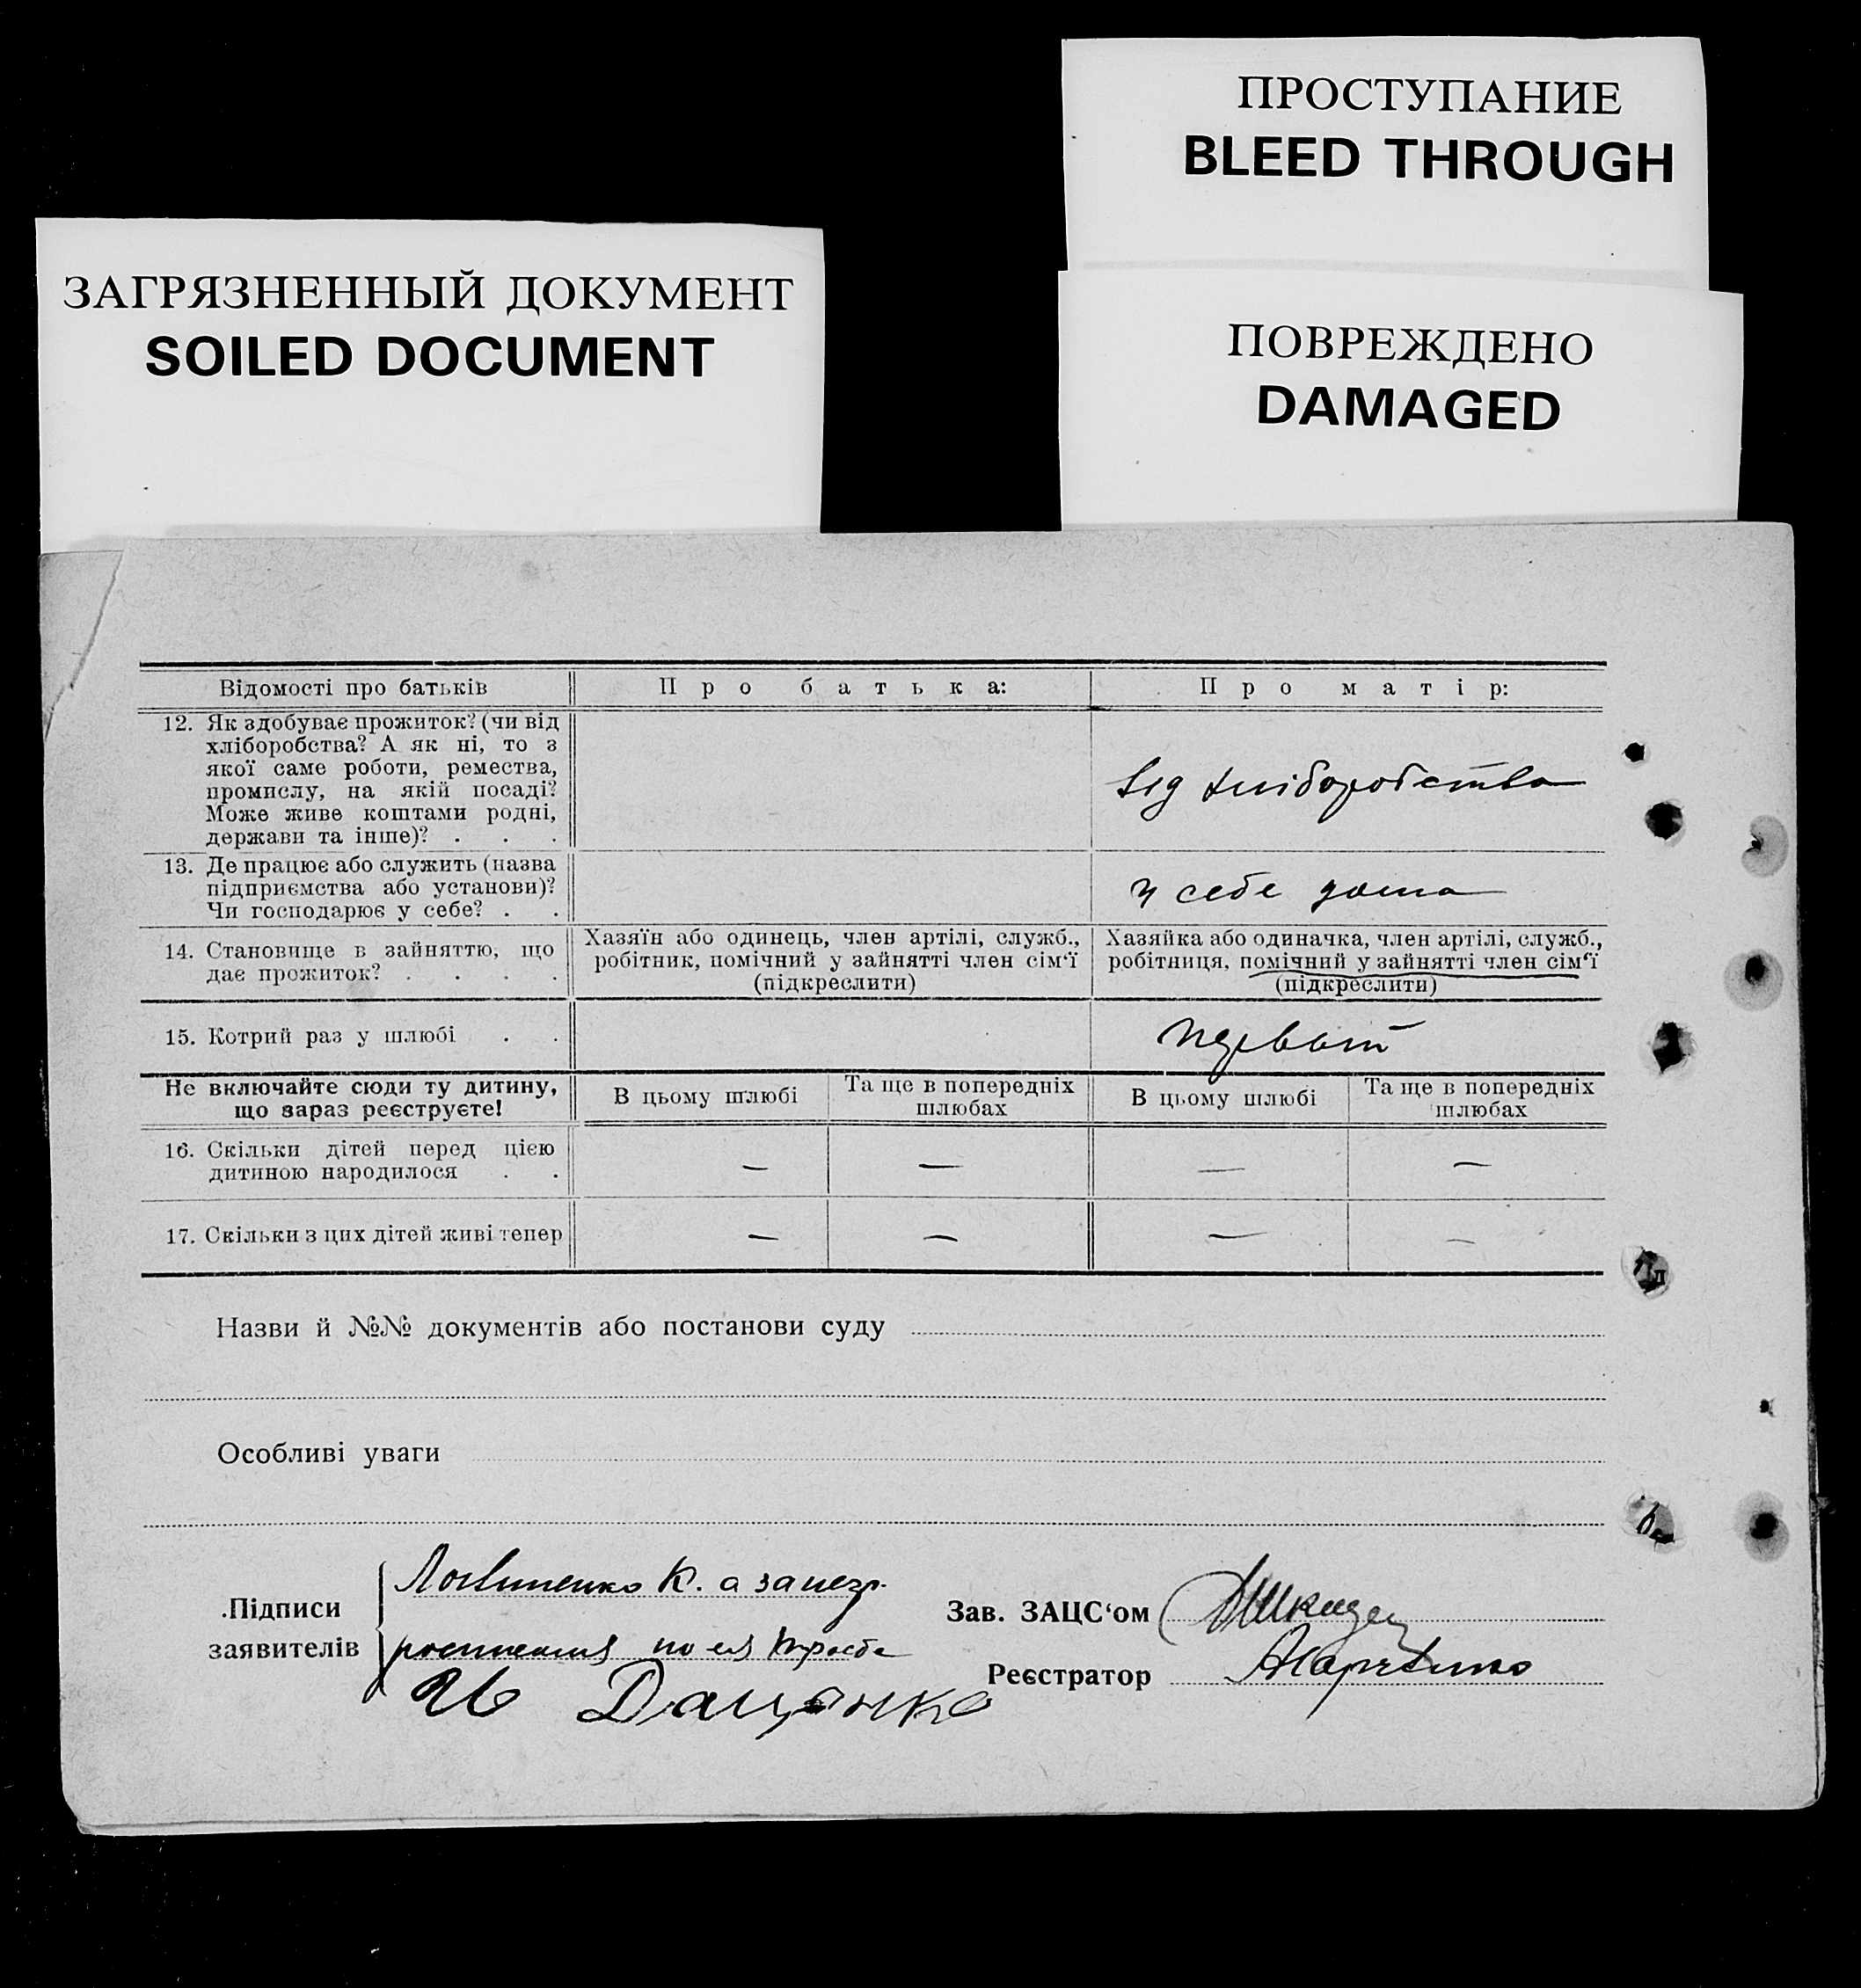 ПРОСТУПАНИЕ
BLEED THROUGH
ЗАГРЯЗНЕННЫЙ ДОКУМЕНТ
SOILED DOCUMENT
ПОВРЕЖДЕНО
DAMAGED
Відомості про батьків
Про батька:
Про матір:
12. Як здобуває прожиток? (чи від
хліборобства? А як ні, то з
якої саме роботи, ремества,
промислу, на якій посаді?
Може живе коштами родні,
держави та інше)? . . .
Від хліборобства
13. Де працює або служить (назва
підприємства або установи)?
Чи господарює у себе? . .
у себе дома
14. Становище в зайняттю, що
дає прожиток? . . . .
Хазяїн або одинець, член артілі, служб.,
робітник, помічний у зайнятті член сім'ї
(підкреслити)
Хазяйка або одиначка, член артілі, служб.,
робітниця, помічний у зайнятті член сім'ї
(підкреслити)
15. Котрий раз у шлюбі . .
Не включайте сюди ту дитину,
що зараз реєструєте!
В цьому шлюбі
Та ще в попередніх
шлюбах
В цьому шлюбі
Та ще в попередніх
шлюбах
16. Скільки дітей перед цією
дитиною народилося . .
— — — —
17. Скільки з цих дітей живі тепер
— — — —
Назви й №№ документів або постанови суду
Особливі уваги
Підписи
заявителів
К. а за
по
Даценко
Зав. ЗАЦС'ом
Реєстратор